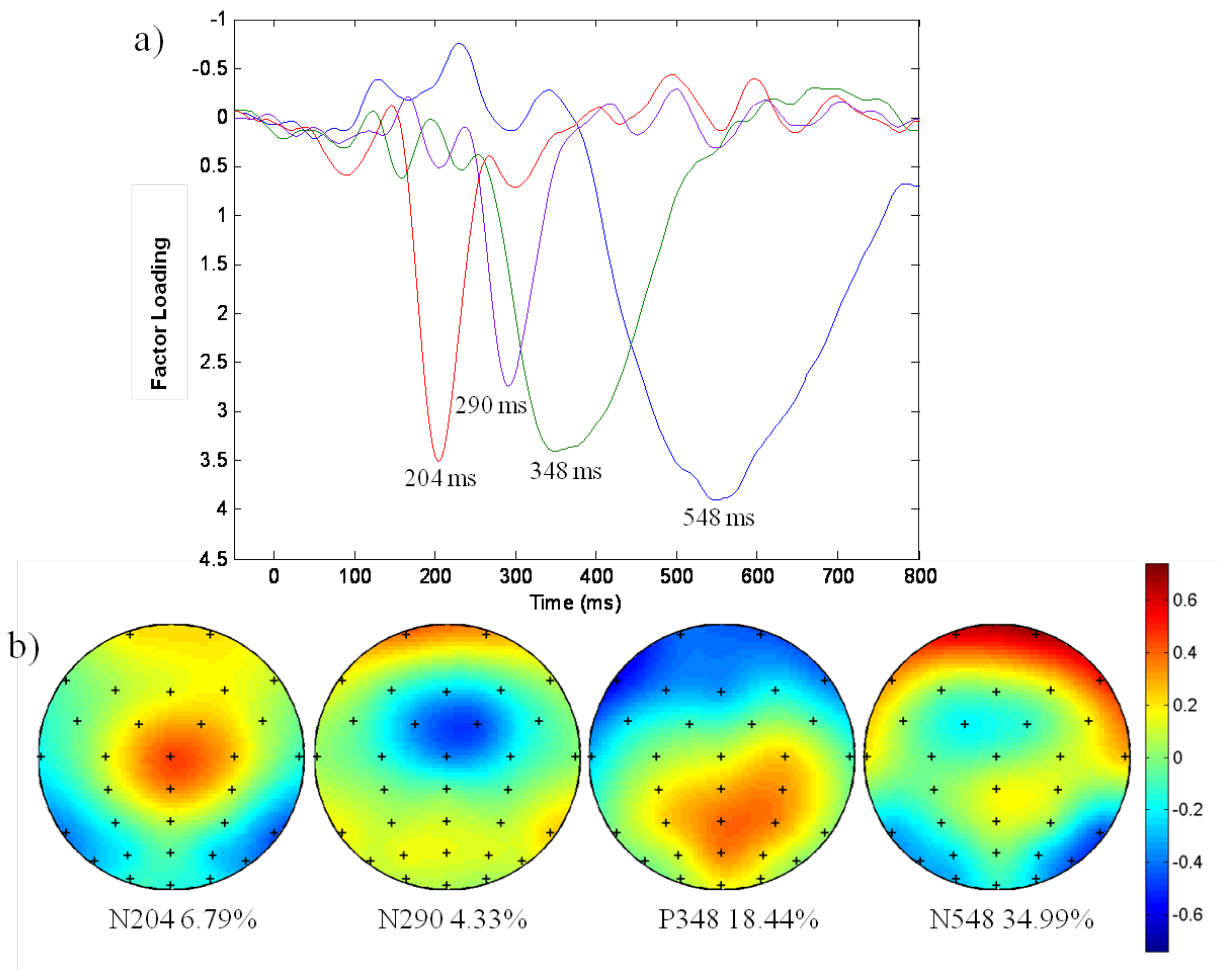 a)
-1
-0.5
0
0.5
1
1.5
2
2.5
3
3.5
4
4.5
Factor Loading
290 ms
204 ms
348 ms
548 ms
0 100 200 300 400 500 600 700 800
Time (ms)
b)
0.6
0.4
0.2
0
-0.2
-0.4
-0.6
N204 6.79% N290 4.33% P348 18.44% N548 34.99%